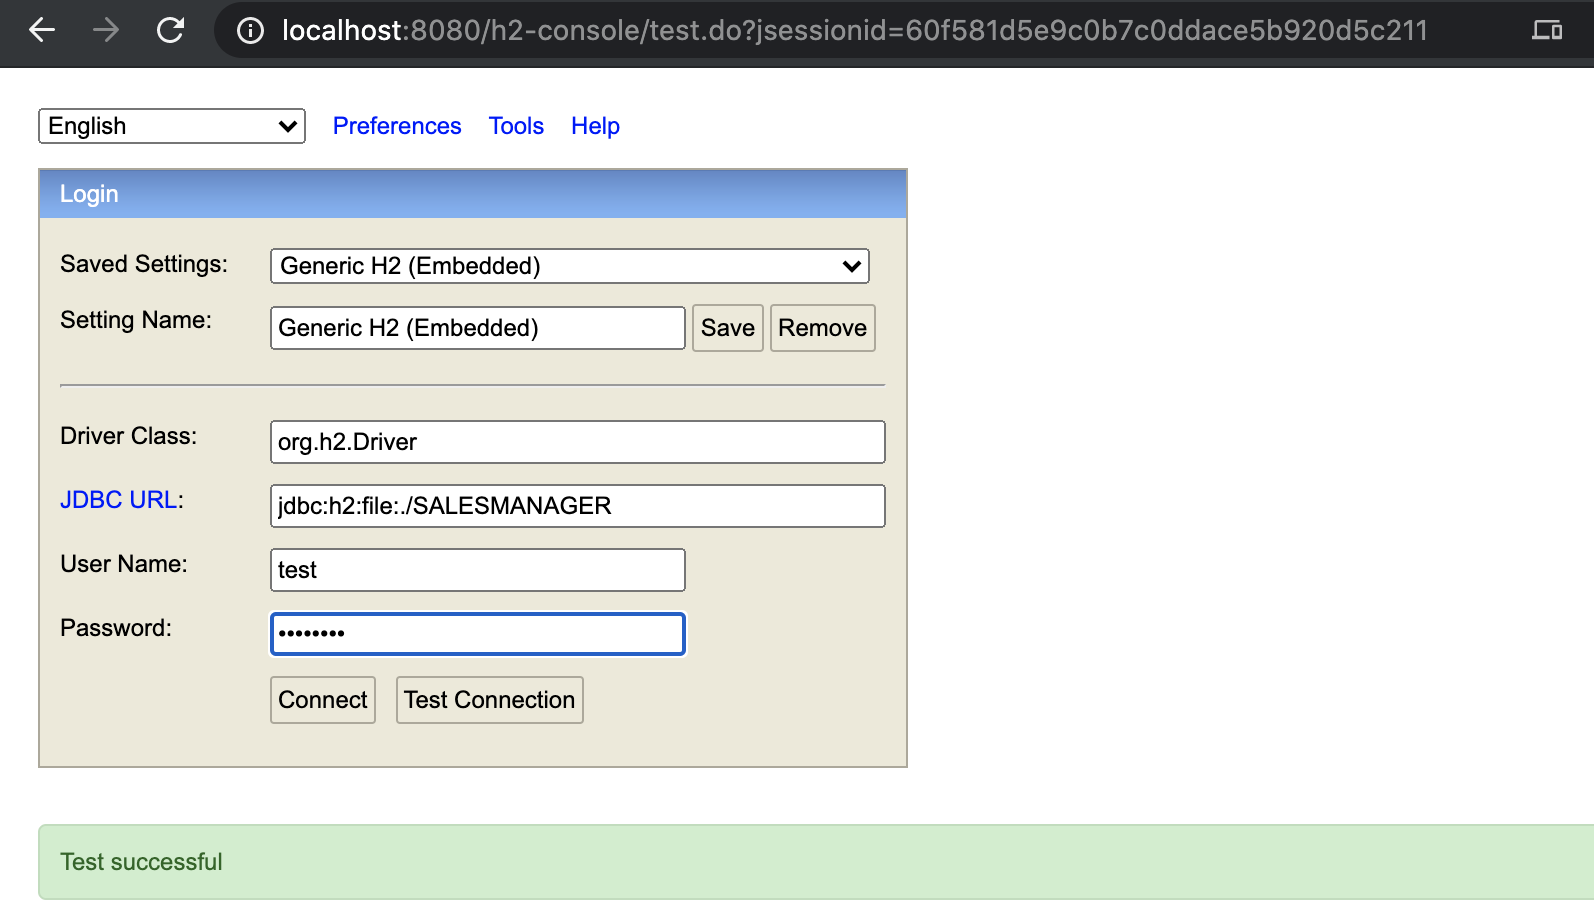 localhost:8080/h2-console/test.do?jsessionid=60f581d5e9c0b7c0ddace5b920d5c211
English Preferences Tools Help
Login
Saved Settings: Generic H2 (Embedded)
Setting Name: Generic H2 (Embedded) Save Remove
Driver Class: org.h2.Driver
JDBC URL: jdbc:h2:file:./SALESMANAGER
User Name: test
Password: ••••••••
Connect Test Connection
Test successful